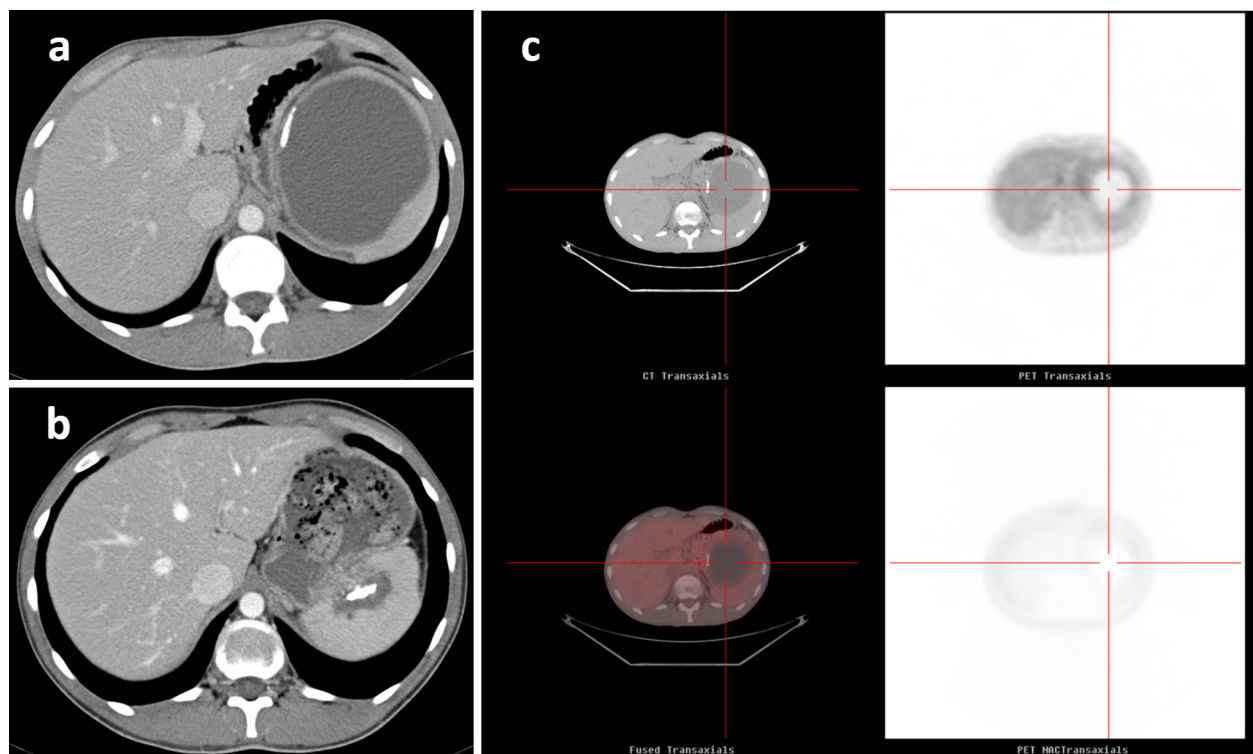 a
b
c
CT Transaxials
PET Transaxials
Fused Transaxials
PET NACTransaxials